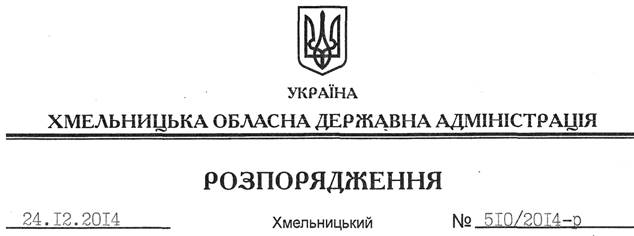 УКРАЇНА
ХМЕЛЬНИЦЬКА ОБЛАСНА ДЕРЖАВНА АДМІНІСТРАЦІЯ
РОЗПОРЯДЖЕННЯ
24.12.2014 Хмельницький № 510/2014-р